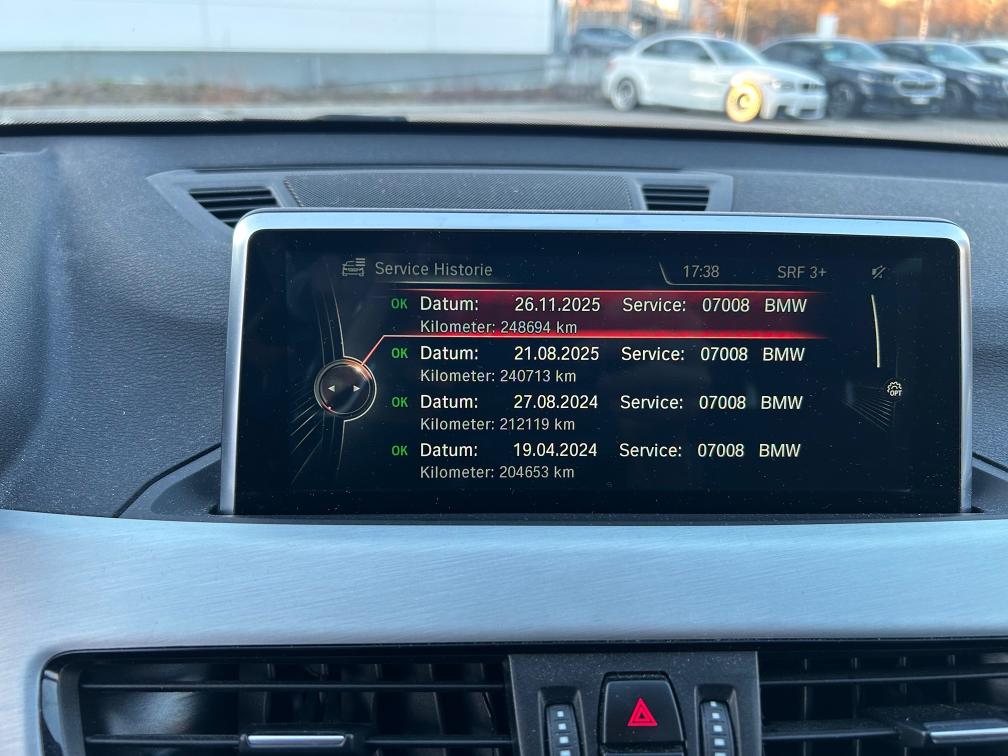 Service Historie 17:38 SRF 3+
OK Datum: 26.11.2025 Service: 07008 BMW
Kilometer: 248694 km
OK Datum: 21.08.2025 Service: 07008 BMW
Kilometer: 240713 km
OPT
OK Datum: 27.08.2024 Service: 07008 BMW
Kilometer: 212119 km
OK Datum: 19.04.2024 Service: 07008 BMW
Kilometer: 204653 km